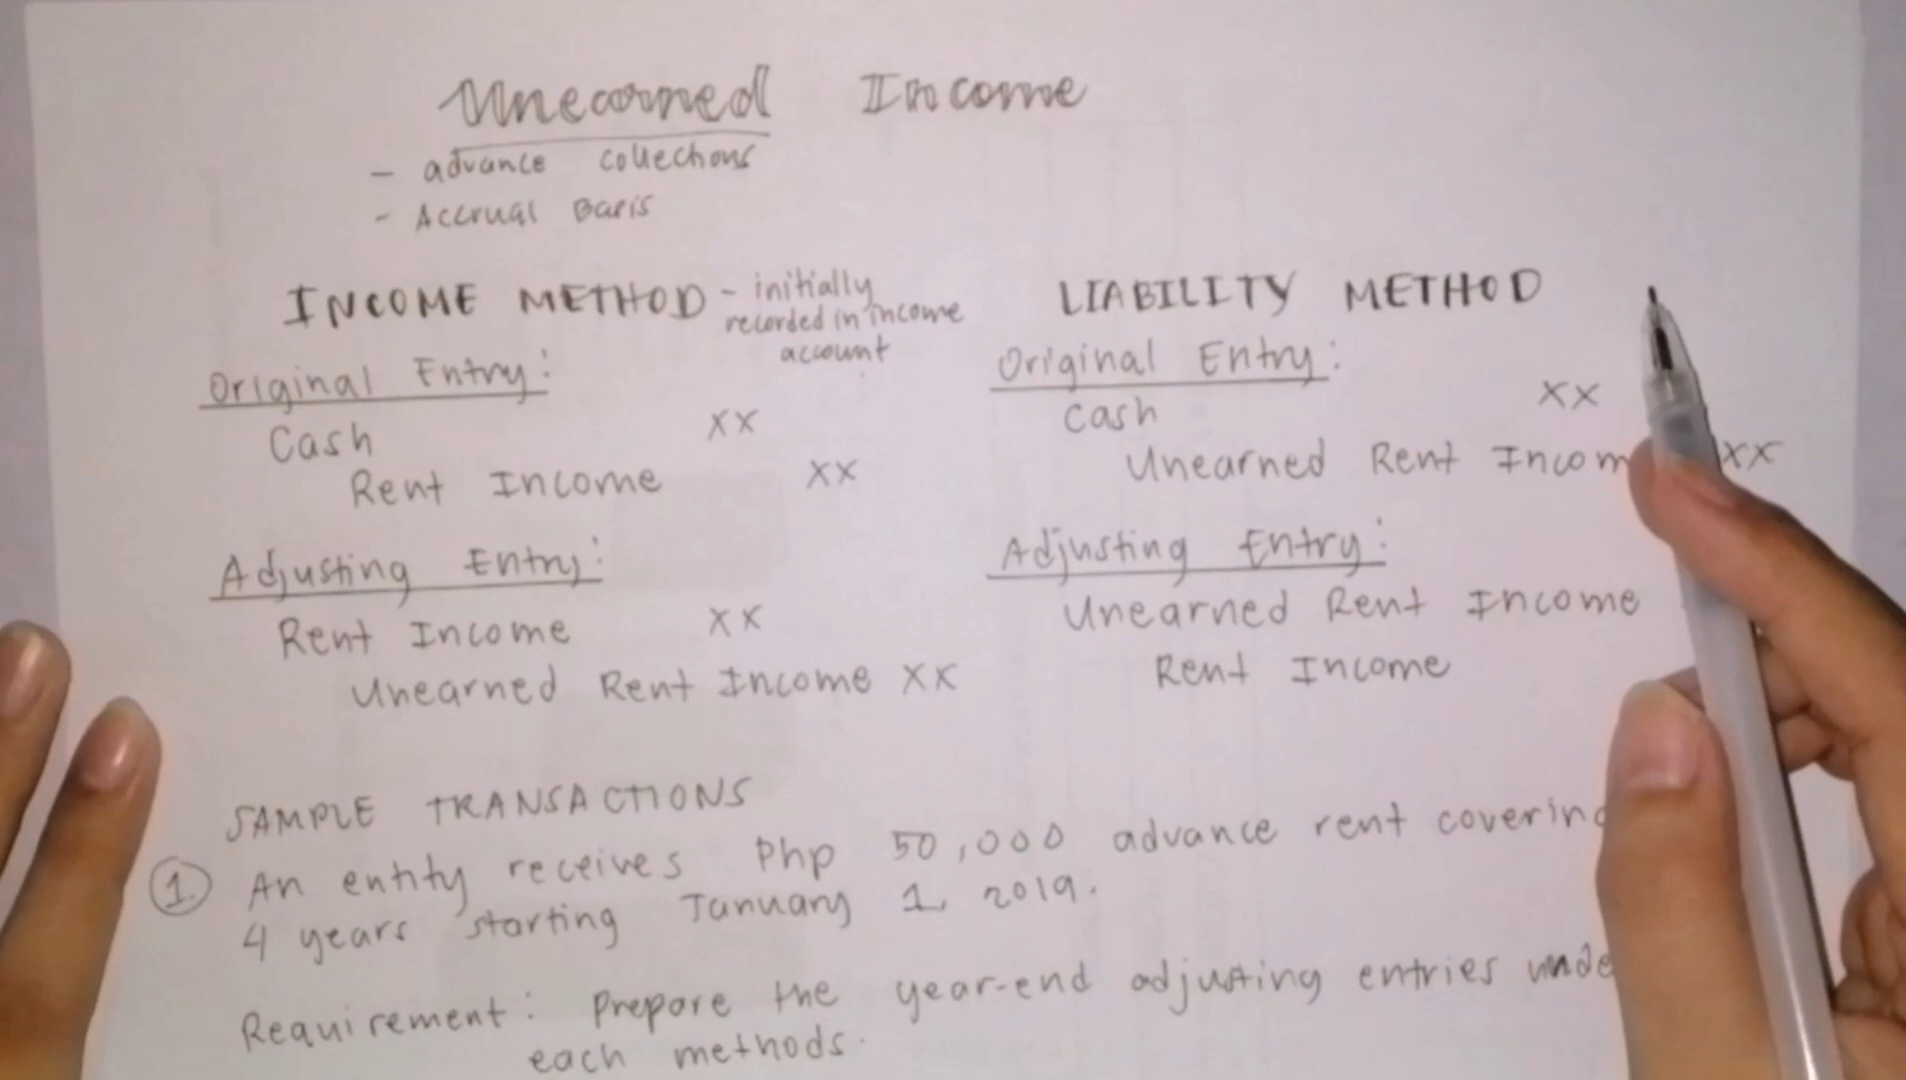 Unearned Income
- advance collections
- Accrual Basis
INCOME METHOD - initially
recorded in income
account
Original Entry:
Cash xx
Rent Income xx
Adjusting Entry:
Rent Income xx
Unearned Rent Income xx
LIABILITY METHOD
Original Entry:
Cash xx
Unearned Rent Incom xx
Adjusting Entry:
Unearned Rent Income
Rent Income
SAMPLE TRANSACTIONS
1. An entity receives Php 50,000 advance rent covering
4 years starting January 1, 2019.
Requirement: Prepare the year-end adjusting entries unde
each methods.